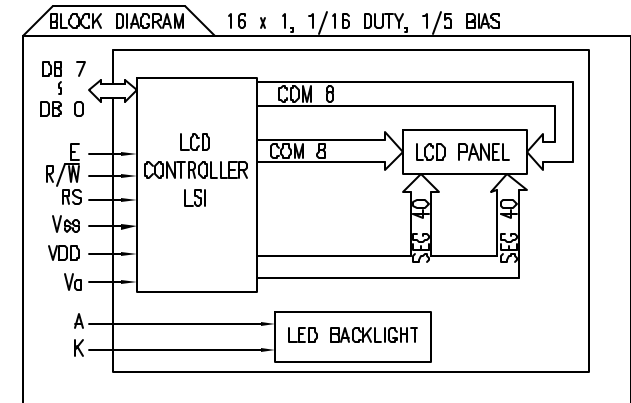 BLOCK DIAGRAM 16 x 1, 1/16 DUTY, 1/5 BIAS
DB 7
DB 0
E
R/W̅
RS
Vss
VDD
Vo
A
K
LCD
CONTROLLER
LSI
COM 8
COM 8
LCD PANEL
SEG 40
SEG 40
LED BACKLIGHT